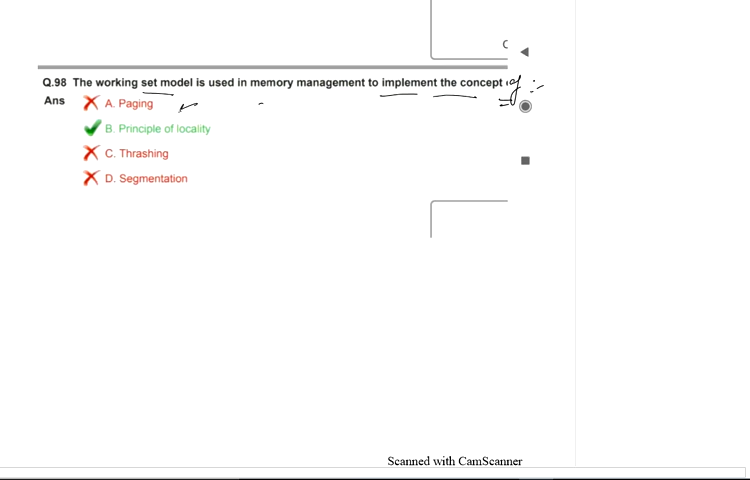 Q.98 The working set model is used in memory management to implement the concept of :-
Ans A. Paging
B. Principle of locality
C. Thrashing
D. Segmentation
Scanned with CamScanner